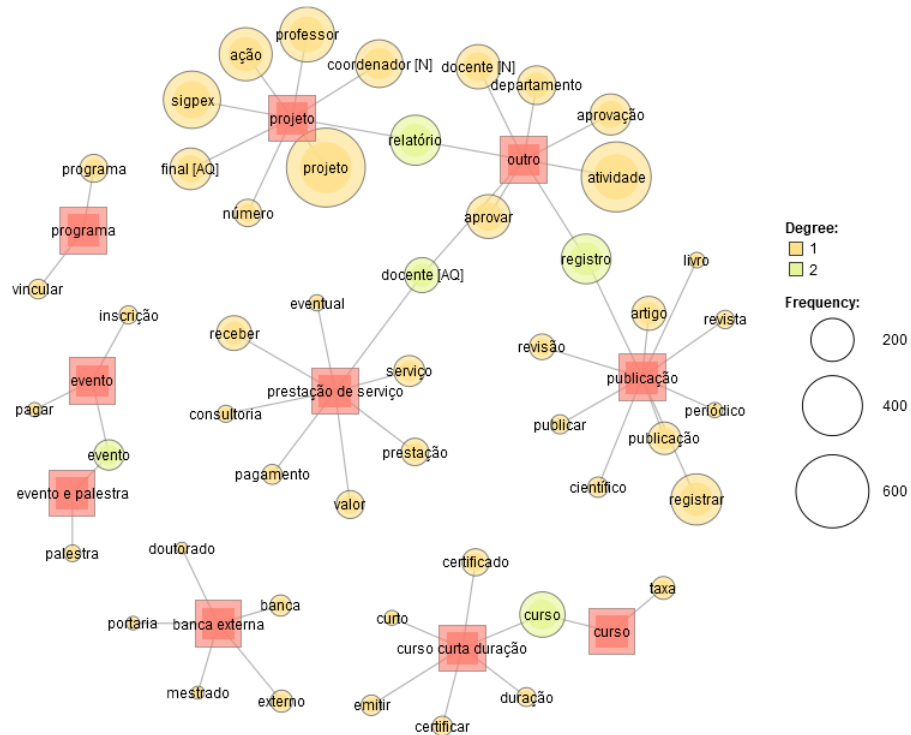 professor
ação
coordenador [N]
docente [N]
departamento
sigpex
projeto
aprovação
relatório
outro
final [AQ]
projeto
atividade
programa
número
aprovar
programa
Degree:
1
2
registro
livro
docente [AQ]
vincular
Frequency:
200
400
600
inscrição
eventual
artigo
revista
receber
revisão
evento
serviço
publicação
prestação de serviço
pagar
consultoria
periódico
publicar
publicação
evento
prestação
pagamento
científico
evento e palestra
valor
registrar
palestra
doutorado
certificado
taxa
banca
portaria
banca externa
curto
curso
curso
curso curta duração
mestrado
externo
duração
emitir
certificar